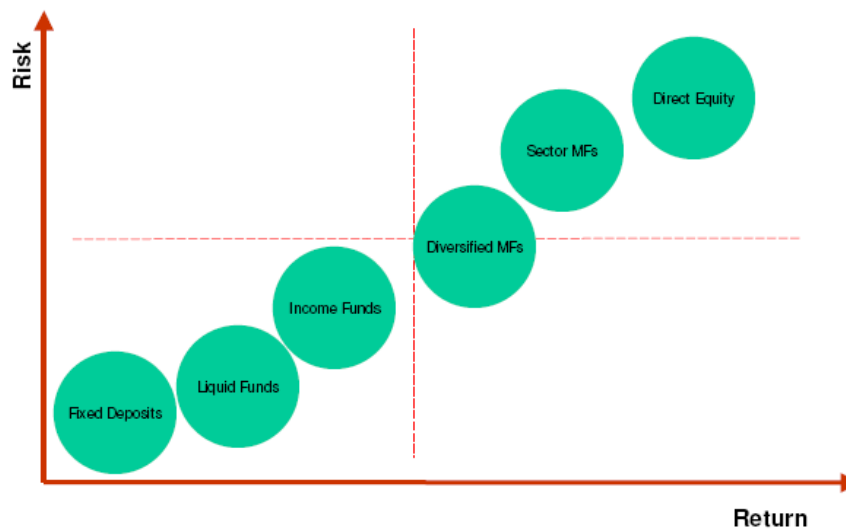 Risk
Direct Equity
Sector MFs
Diversified MFs
Income Funds
Liquid Funds
Fixed Deposits
Return